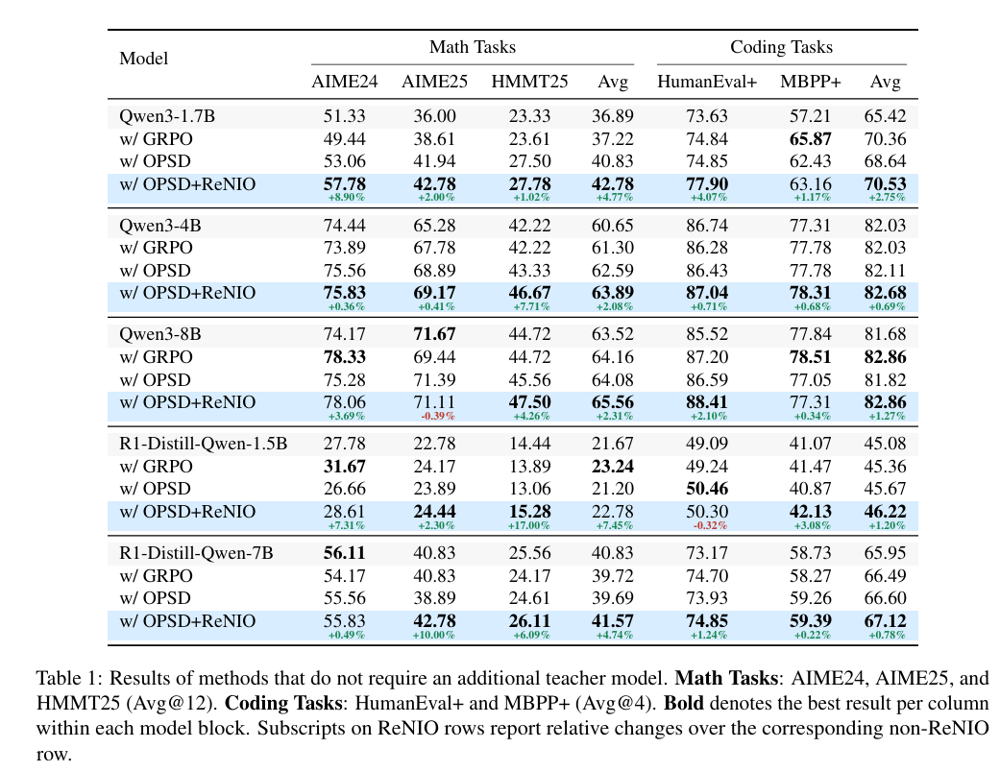 Model Math Tasks Coding Tasks
AIME24 AIME25 HMMT25 Avg HumanEval+ MBPP+ Avg
Qwen3-1.7B 51.33 36.00 23.33 36.89 73.63 57.21 65.42
w/ GRPO 49.44 38.61 23.61 37.22 74.84 65.87 70.36
w/ OPSD 53.06 41.94 27.50 40.83 74.85 62.43 68.64
w/ OPSD+ReNIO 57.78 42.78 27.78 42.78 77.90 63.16 70.53
+8.90% +2.00% +1.02% +4.77% +4.07% +1.17% +2.75%
Qwen3-4B 74.44 65.28 42.22 60.65 86.74 77.31 82.03
w/ GRPO 73.89 67.78 42.22 61.30 86.28 77.78 82.03
w/ OPSD 75.56 68.89 43.33 62.59 86.43 77.78 82.11
w/ OPSD+ReNIO 75.83 69.17 46.67 63.89 87.04 78.31 82.68
+0.36% +0.41% +7.71% +2.08% +0.71% +0.68% +0.69%
Qwen3-8B 74.17 71.67 44.72 63.52 85.52 77.84 81.68
w/ GRPO 78.33 69.44 44.72 64.16 87.20 78.51 82.86
w/ OPSD 75.28 71.39 45.56 64.08 86.59 77.05 81.82
w/ OPSD+ReNIO 78.06 71.11 47.50 65.56 88.41 77.31 82.86
+3.69% -0.39% +4.26% +2.31% +2.10% +0.34% +1.27%
R1-Distill-Qwen-1.5B 27.78 22.78 14.44 21.67 49.09 41.07 45.08
w/ GRPO 31.67 24.17 13.89 23.24 49.24 41.47 45.36
w/ OPSD 26.66 23.89 13.06 21.20 50.46 40.87 45.67
w/ OPSD+ReNIO 28.61 24.44 15.28 22.78 50.30 42.13 46.22
+7.31% +2.30% +17.00% +7.45% -0.32% +3.08% +1.20%
R1-Distill-Qwen-7B 56.11 40.83 25.56 40.83 73.17 58.73 65.95
w/ GRPO 54.17 40.83 24.17 39.72 74.70 58.27 66.49
w/ OPSD 55.56 38.89 24.61 39.69 73.93 59.26 66.60
w/ OPSD+ReNIO 55.83 42.78 26.11 41.57 74.85 59.39 67.12
+0.49% +10.00% +6.09% +4.74% +1.24% +0.22% +0.78%
Table 1: Results of methods that do not require an additional teacher model. Math Tasks: AIME24, AIME25, and
HMMT25 (Avg@12). Coding Tasks: HumanEval+ and MBPP+ (Avg@4). Bold denotes the best result per column
within each model block. Subscripts on ReNIO rows report relative changes over the corresponding non-ReNIO
row.